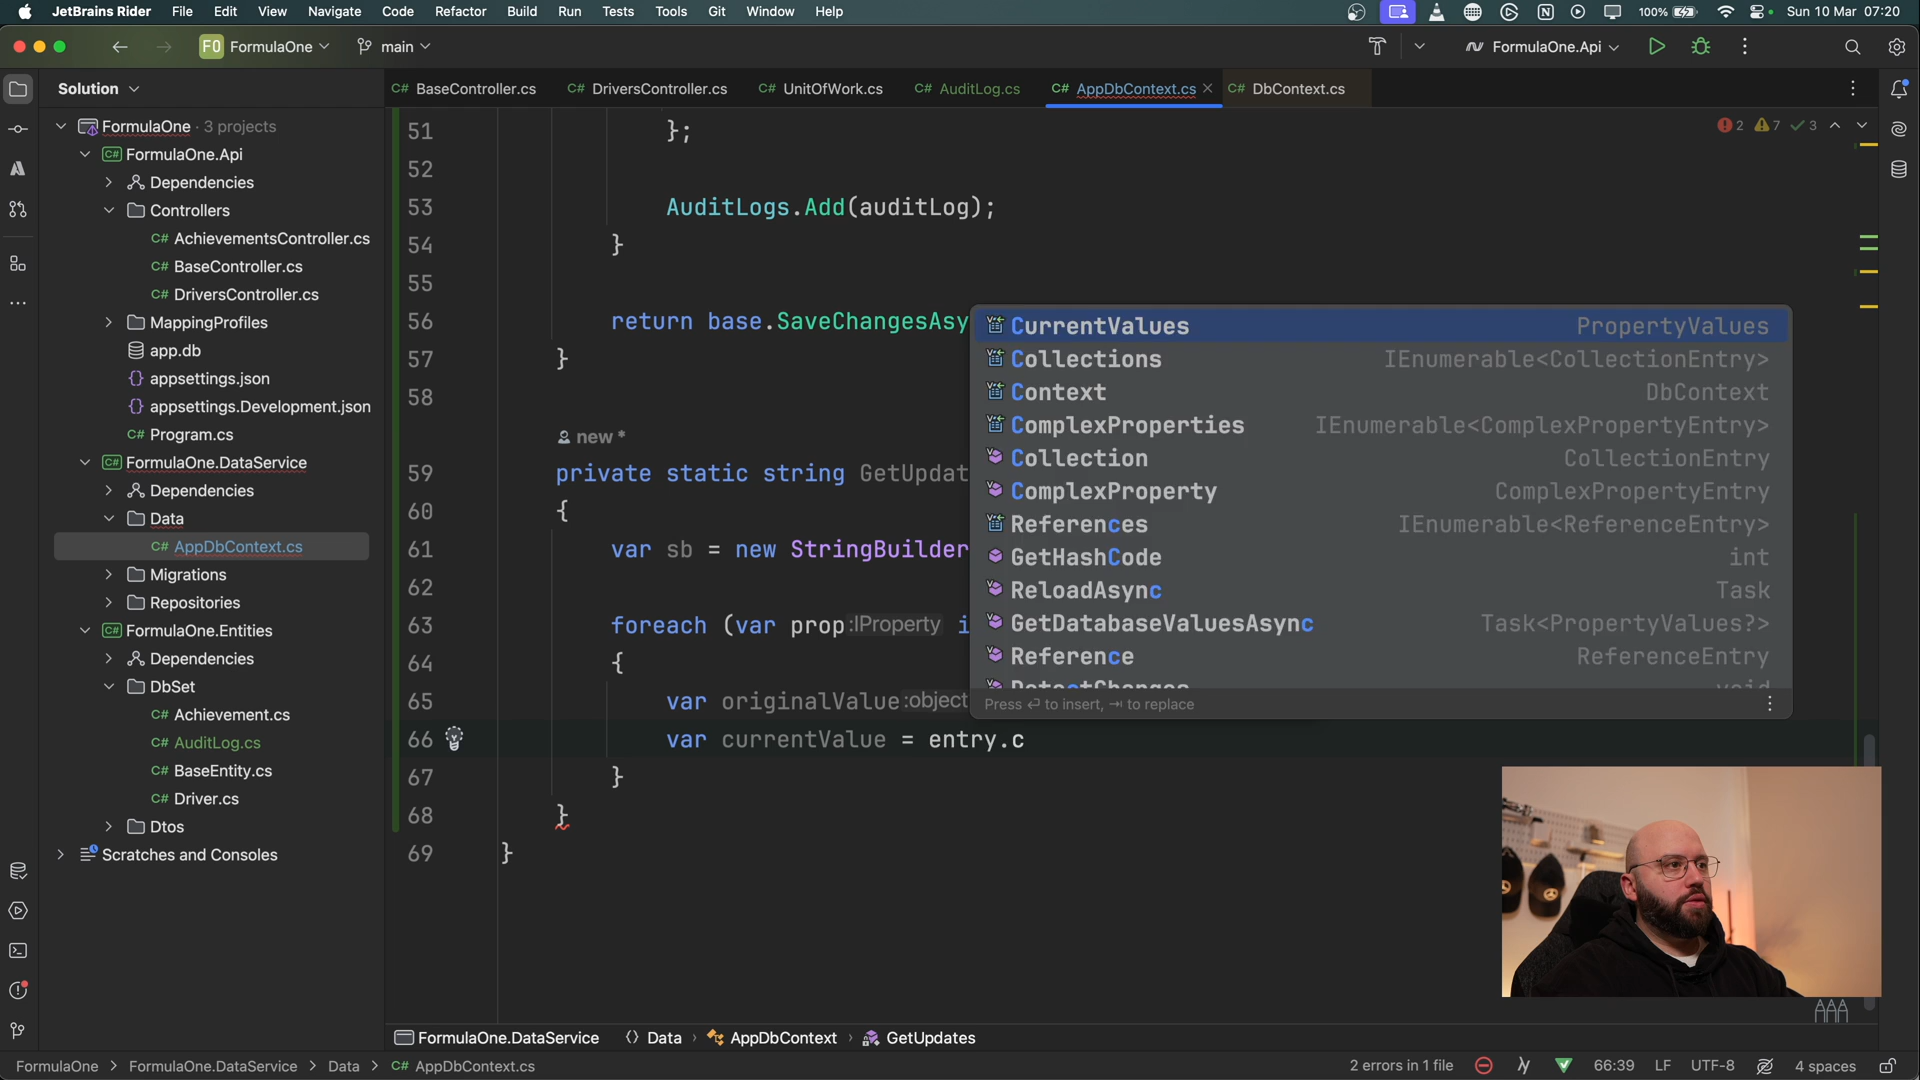 JetBrains Rider File Edit View Navigate Code Refactor Build Run Tests Tools Git Window Help 100% Sun 10 Mar 07:20
FO FormulaOne main FormulaOne.Api
Solution
C# BaseController.cs C# DriversController.cs C# UnitOfWork.cs C# AuditLog.cs C# AppDbContext.cs C# DbContext.cs
FormulaOne · 3 projects
C# FormulaOne.Api
Dependencies
Controllers
C# AchievementsController.cs
C# BaseController.cs
C# DriversController.cs
MappingProfiles
app.db
{} appsettings.json
{} appsettings.Development.json
C# Program.cs
C# FormulaOne.DataService
Dependencies
Data
C# AppDbContext.cs
Migrations
Repositories
C# FormulaOne.Entities
Dependencies
DbSet
C# Achievement.cs
C# AuditLog.cs
C# BaseEntity.cs
C# Driver.cs
Dtos
Scratches and Consoles
2 7 3
51 };
52
53 AuditLogs.Add(auditLog);
54 }
55
56 return base.SaveChangesAsy
57 }
58
new *
59 private static string GetUpdat
60 {
61 var sb = new StringBuilder
62
63 foreach (var prop :IProperty i
64 {
65 var originalValue :object
66 var currentValue = entry.c
67 }
68 }
69 }
CurrentValues PropertyValues
Collections IEnumerable<CollectionEntry>
Context DbContext
ComplexProperties IEnumerable<ComplexPropertyEntry>
Collection CollectionEntry
ComplexProperty ComplexPropertyEntry
References IEnumerable<ReferenceEntry>
GetHashCode int
ReloadAsync Task
GetDatabaseValuesAsync Task<PropertyValues?>
Reference ReferenceEntry
DetectChanges void
Press ⏎ to insert, ⇥ to replace
FormulaOne.DataService Data AppDbContext GetUpdates
FormulaOne FormulaOne.DataService Data C# AppDbContext.cs 2 errors in 1 file 66:39 LF UTF-8 4 spaces